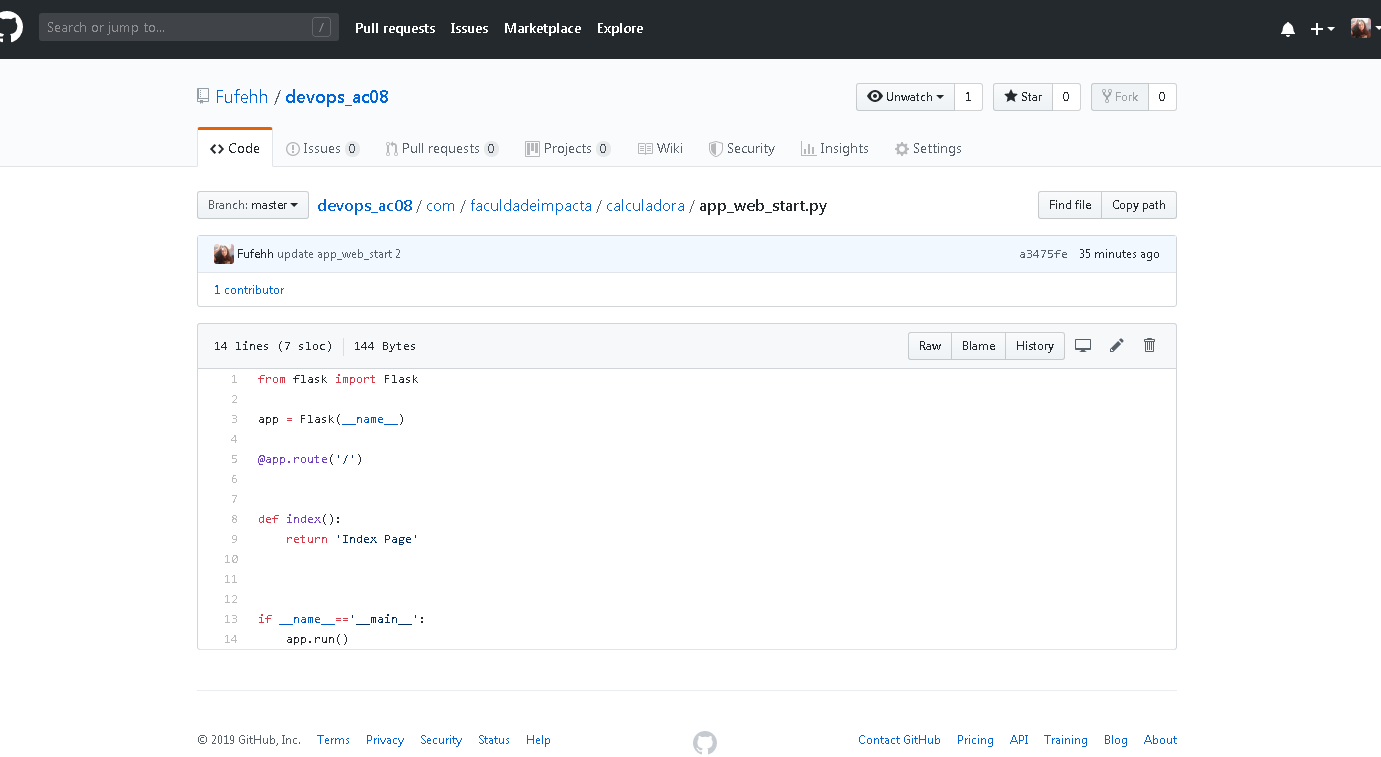 Search or jump to... / Pull requests Issues Marketplace Explore
Fufehh / devops_ac08 Unwatch 1 Star 0 Fork 0
Code Issues 0 Pull requests 0 Projects 0 Wiki Security Insights Settings
Branch: master devops_ac08 / com / faculdadeimpacta / calculadora / app_web_start.py Find file Copy path
Fufehh update app_web_start 2 a3475fe 35 minutes ago
1 contributor
14 lines (7 sloc) 144 Bytes Raw Blame History
1 from flask import Flask
2
3 app = Flask(__name__)
4
5 @app.route('/')
6
7
8 def index():
9     return 'Index Page'
10
11
12
13 if __name__=='__main__':
14     app.run()
© 2019 GitHub, Inc. Terms Privacy Security Status Help Contact GitHub Pricing API Training Blog About